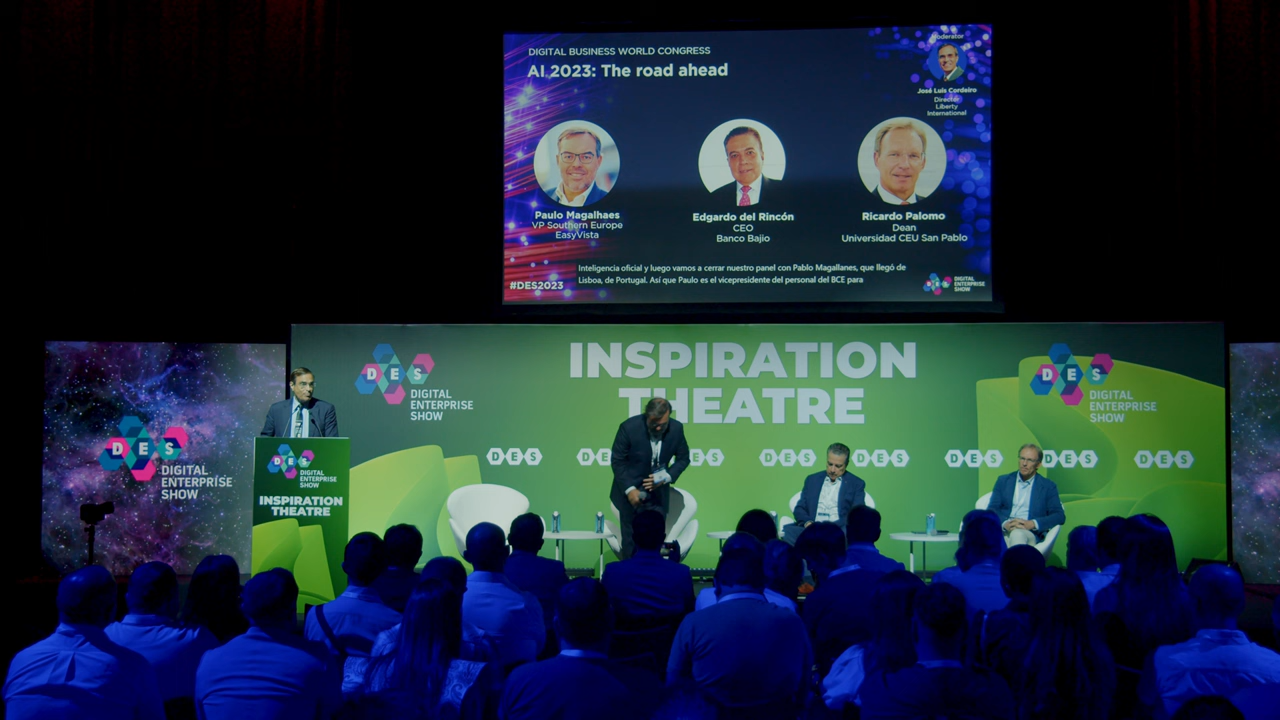 DIGITAL BUSINESS WORLD CONGRESS
AI 2023: The road ahead
Moderator
José Luis Cordeiro
Director
Liberty
International
Paulo Magalhaes
VP Southern Europe
EasyVista
Edgardo del Rincón
CEO
Banco Bajio
Ricardo Palomo
Dean
Universidad CEU San Pablo
Inteligencia oficial y luego vamos a cerrar nuestro panel con Pablo Magallanes, que llegó de
Lisboa, de Portugal. Así que Paulo es el vicepresidente del personal del BCE para
#DES2023
DES
DIGITAL
ENTERPRISE
SHOW
INSPIRATION
THEATRE
DES
DIGITAL
ENTERPRISE
SHOW
DES
DIGITAL
ENTERPRISE
SHOW
DES
DIGITAL
ENTERPRISE
SHOW
DES
DES
DES
DES
DES
DES
DES
DES
DES
DIGITAL
ENTERPRISE
SHOW
INSPIRATION
THEATRE